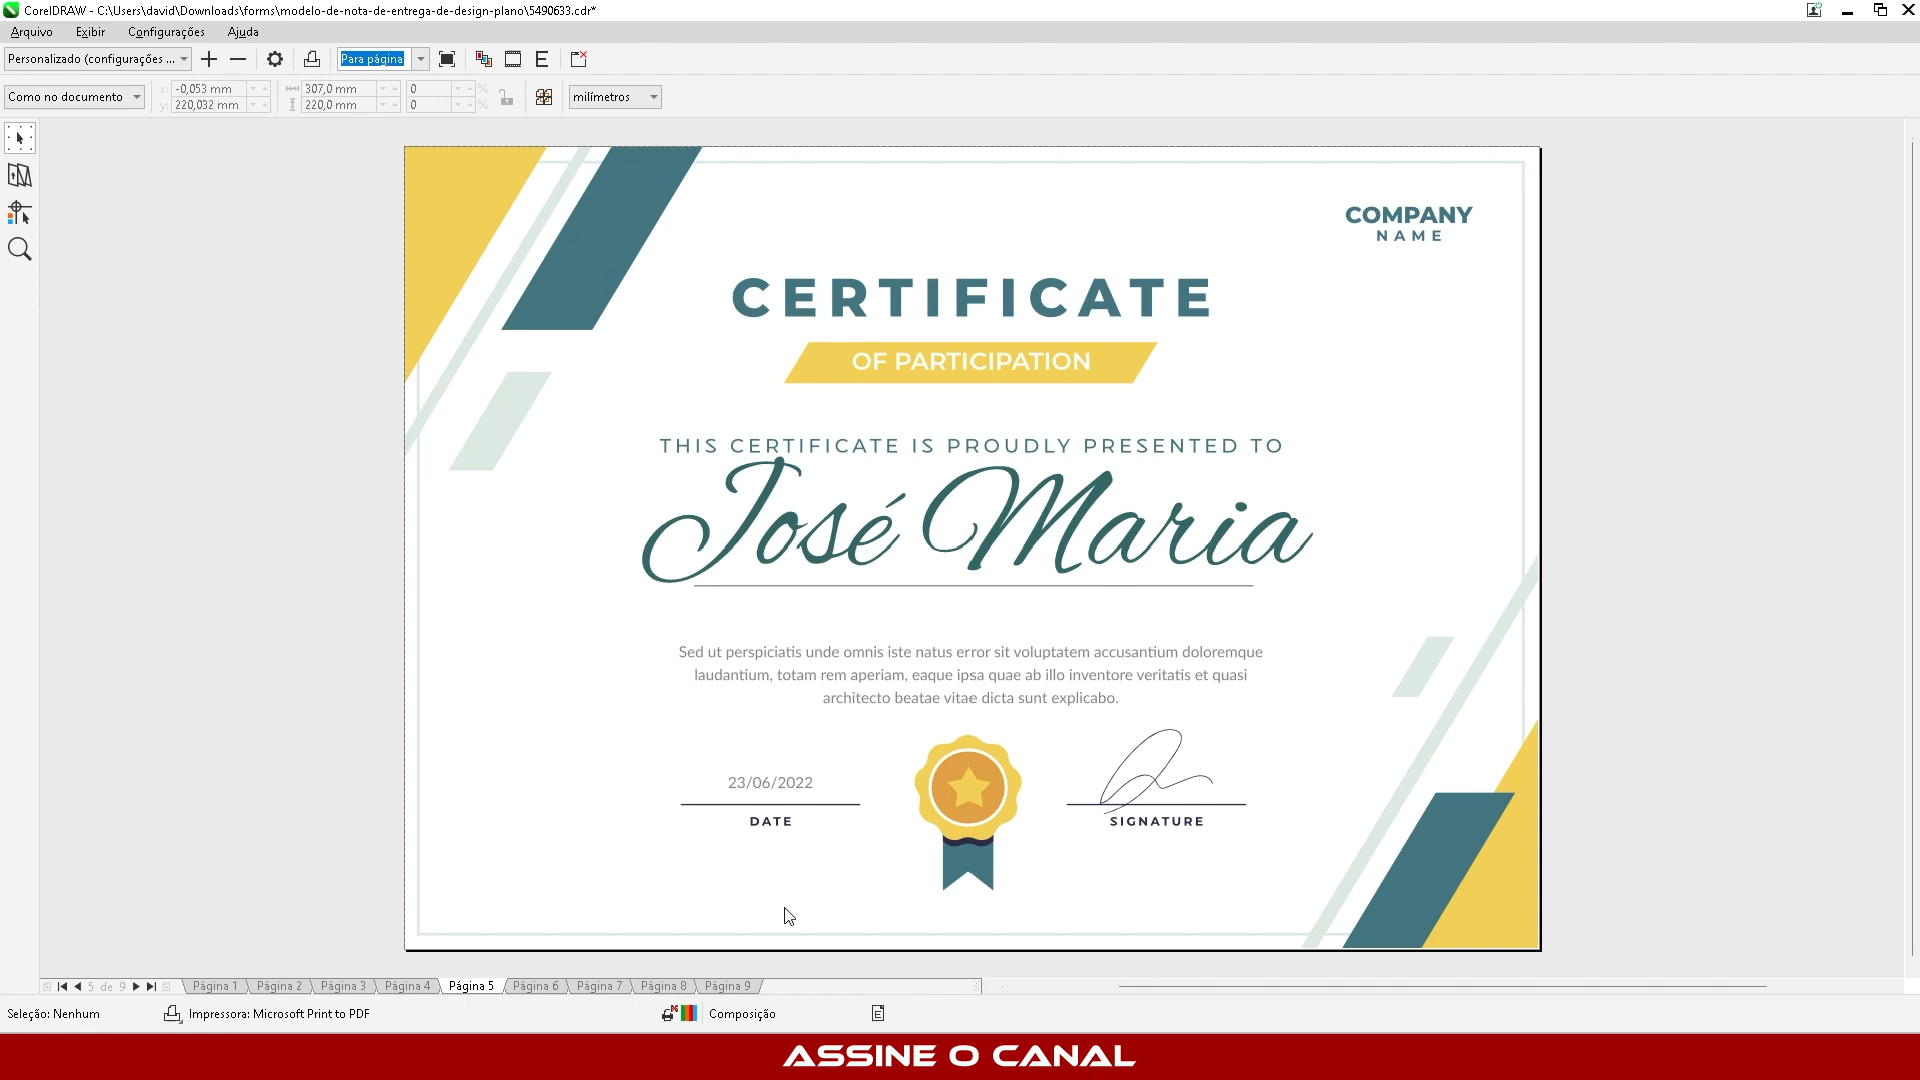 CorelDRAW - C:\Users\david\Downloads\forms\modelo-de-nota-de-entrega-de-design-plano\5490633.cdr*
Arquivo Exibir Configurações Ajuda
Personalizado (configurações ... Para página E
Como no documento x: -0,053 mm 307,0 mm 0 % milímetros
y: 220,032 mm 220,0 mm 0 %
COMPANY
NAME
CERTIFICATE
OF PARTICIPATION
THIS CERTIFICATE IS PROUDLY PRESENTED TO
José Maria
Sed ut perspiciatis unde omnis iste natus error sit voluptatem accusantium doloremque
laudantium, totam rem aperiam, eaque ipsa quae ab illo inventore veritatis et quasi
architecto beatae vitae dicta sunt explicabo.
23/06/2022
DATE SIGNATURE
5 de 9 Página 1 Página 2 Página 3 Página 4 Página 5 Página 6 Página 7 Página 8 Página 9
Seleção: Nenhum Impressora: Microsoft Print to PDF Composição E
ASSINE O CANAL